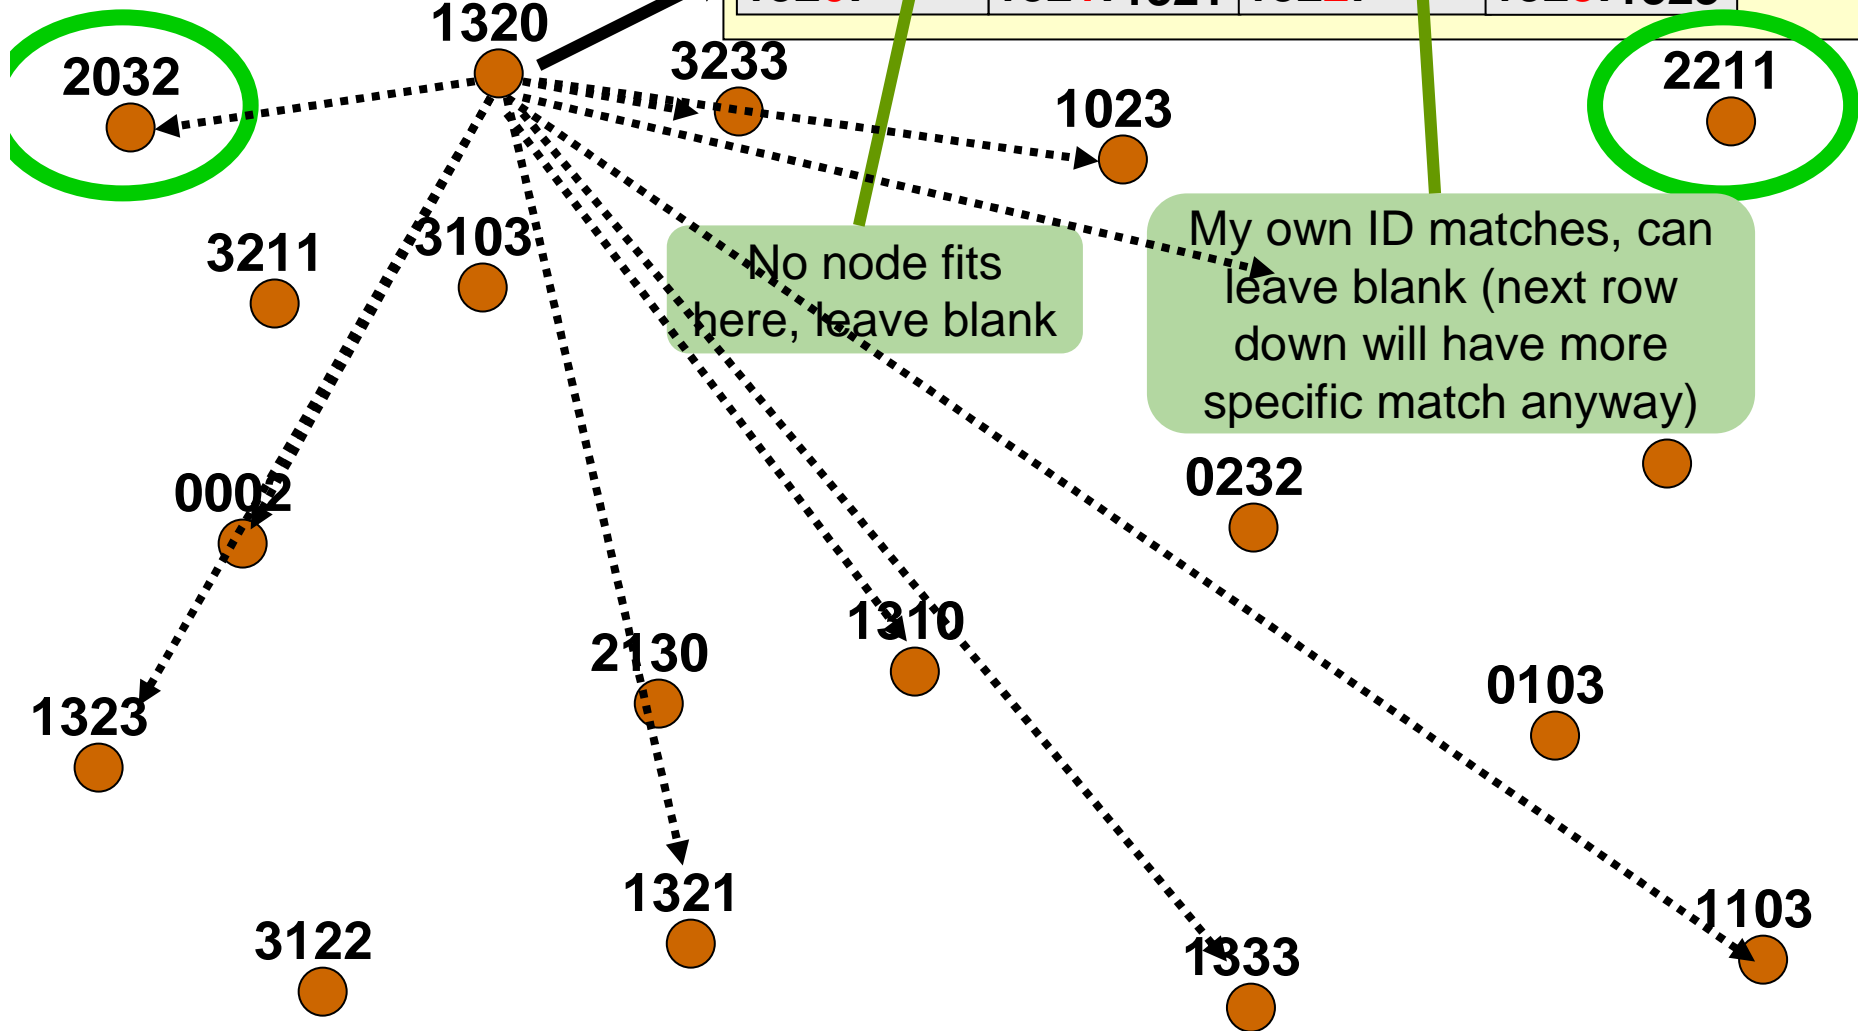 1320
2032
3233
2211
1023
3211
3103
No node fits
here, leave blank
My own ID matches, can
leave blank (next row
down will have more
specific match anyway)
0002
0232
1310
2130
0103
1323
1321
1103
3122
1333